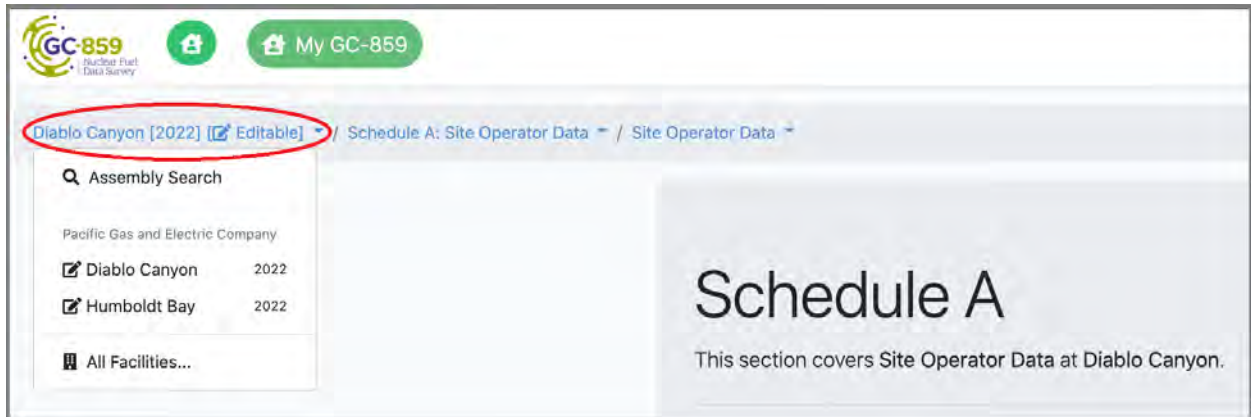 GC-859
Nuclear Fuel
Data Survey
My GC-859
Diablo Canyon [2022] [Editable] / Schedule A: Site Operator Data / Site Operator Data
Assembly Search
Pacific Gas and Electric Company
Diablo Canyon 2022
Humboldt Bay 2022
All Facilities...
Schedule A
This section covers Site Operator Data at Diablo Canyon.